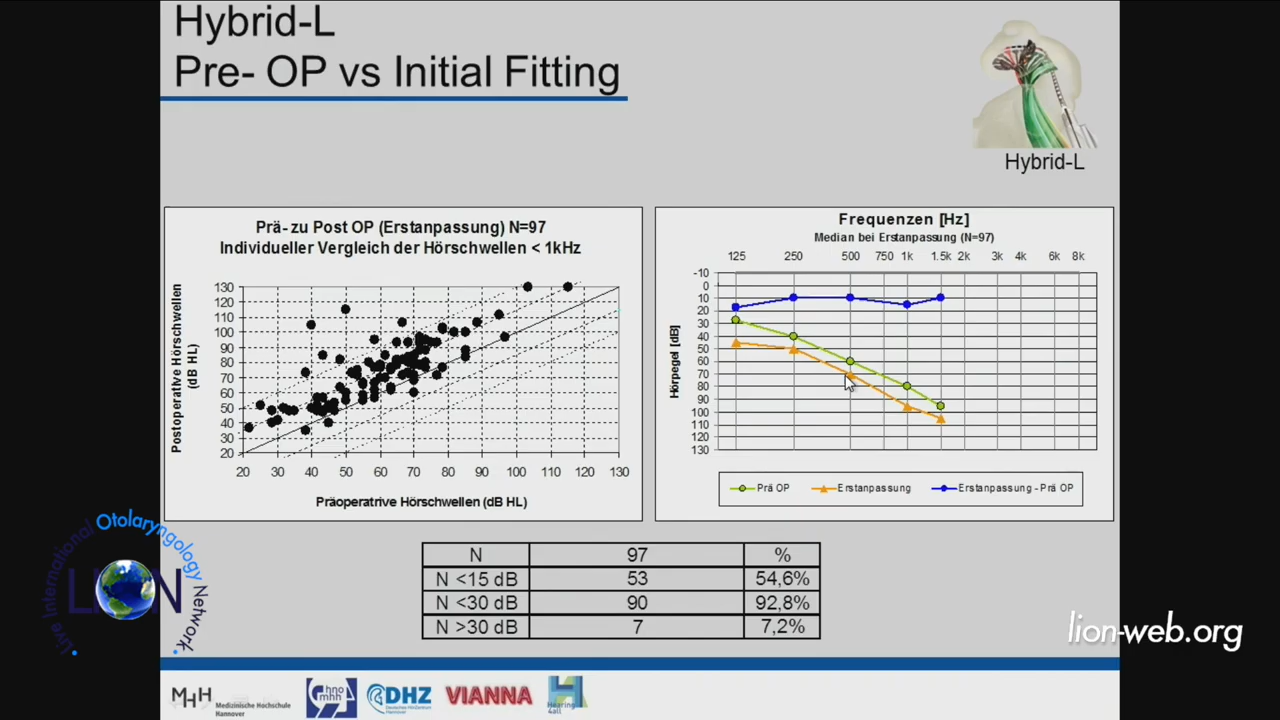 Hybrid-L
Pre- OP vs Initial Fitting
Hybrid-L
Prä- zu Post OP (Erstanpassung) N=97
Individueller Vergleich der Hörschwellen < 1kHz
Postoperative Hörschwellen
(dB HL)
130
120
110
100
90
80
70
60
50
40
30
20
20 30 40 50 60 70 80 90 100 110 120 130
Präoperatrive Hörschwellen (dB HL)
Frequenzen [Hz]
Median bei Erstanpassung (N=97)
125 250 500 750 1k 1.5k 2k 3k 4k 6k 8k
Hörpegel [dB]
-10
0
10
20
30
40
50
60
70
80
90
100
110
120
130
Prä OP Erstanpassung Erstanpassung - Prä OP
N 97 %
N <15 dB 53 54,6%
N <30 dB 90 92,8%
N >30 dB 7 7,2%
Live International Otolaryngology Network
LION
lion-web.org
MHH Medizinische Hochschule
Hannover
hno
mhh
DHZ
Deutsches HörZentrum
Hannover
VIANNA
Hearing
4all